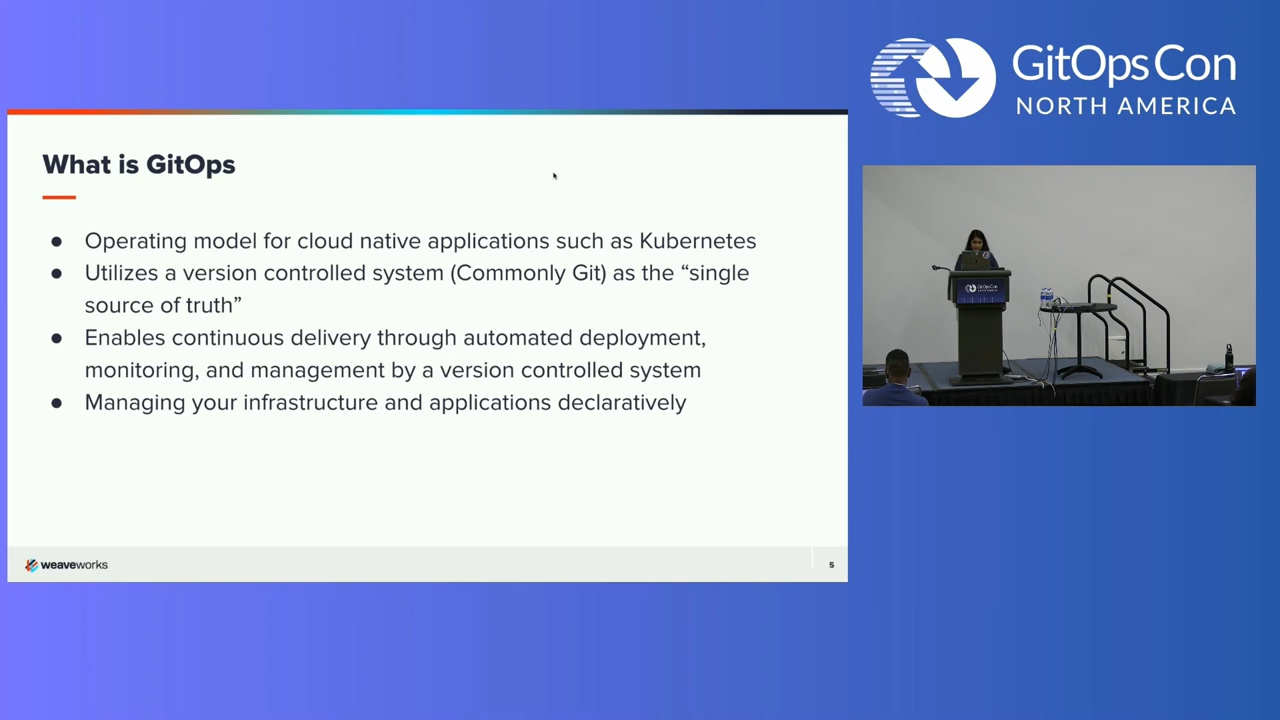 GitOpsCon
NORTH AMERICA
What is GitOps
● Operating model for cloud native applications such as Kubernetes
● Utilizes a version controlled system (Commonly Git) as the “single
source of truth”
● Enables continuous delivery through automated deployment,
monitoring, and management by a version controlled system
● Managing your infrastructure and applications declaratively
weaveworks
5
GitOpsCon